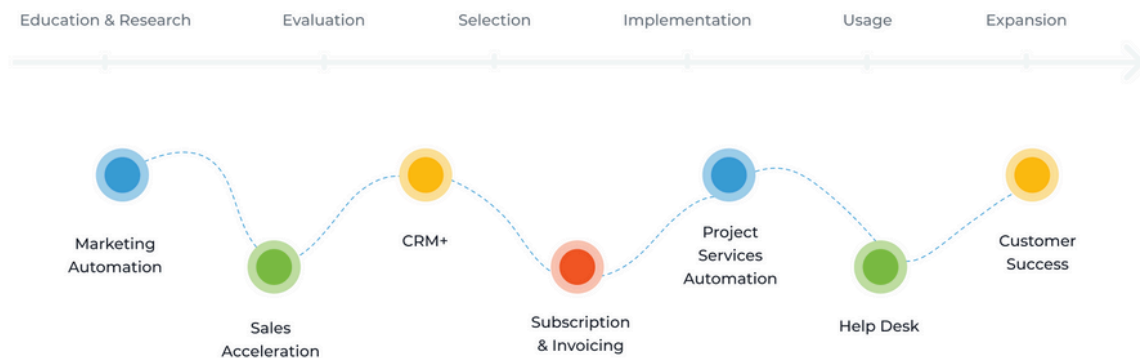 Education & Research
Evaluation
Selection
Implementation
Usage
Expansion
Marketing
Automation
Sales
Acceleration
CRM+
Subscription
& Invoicing
Project
Services
Automation
Help Desk
Customer
Success